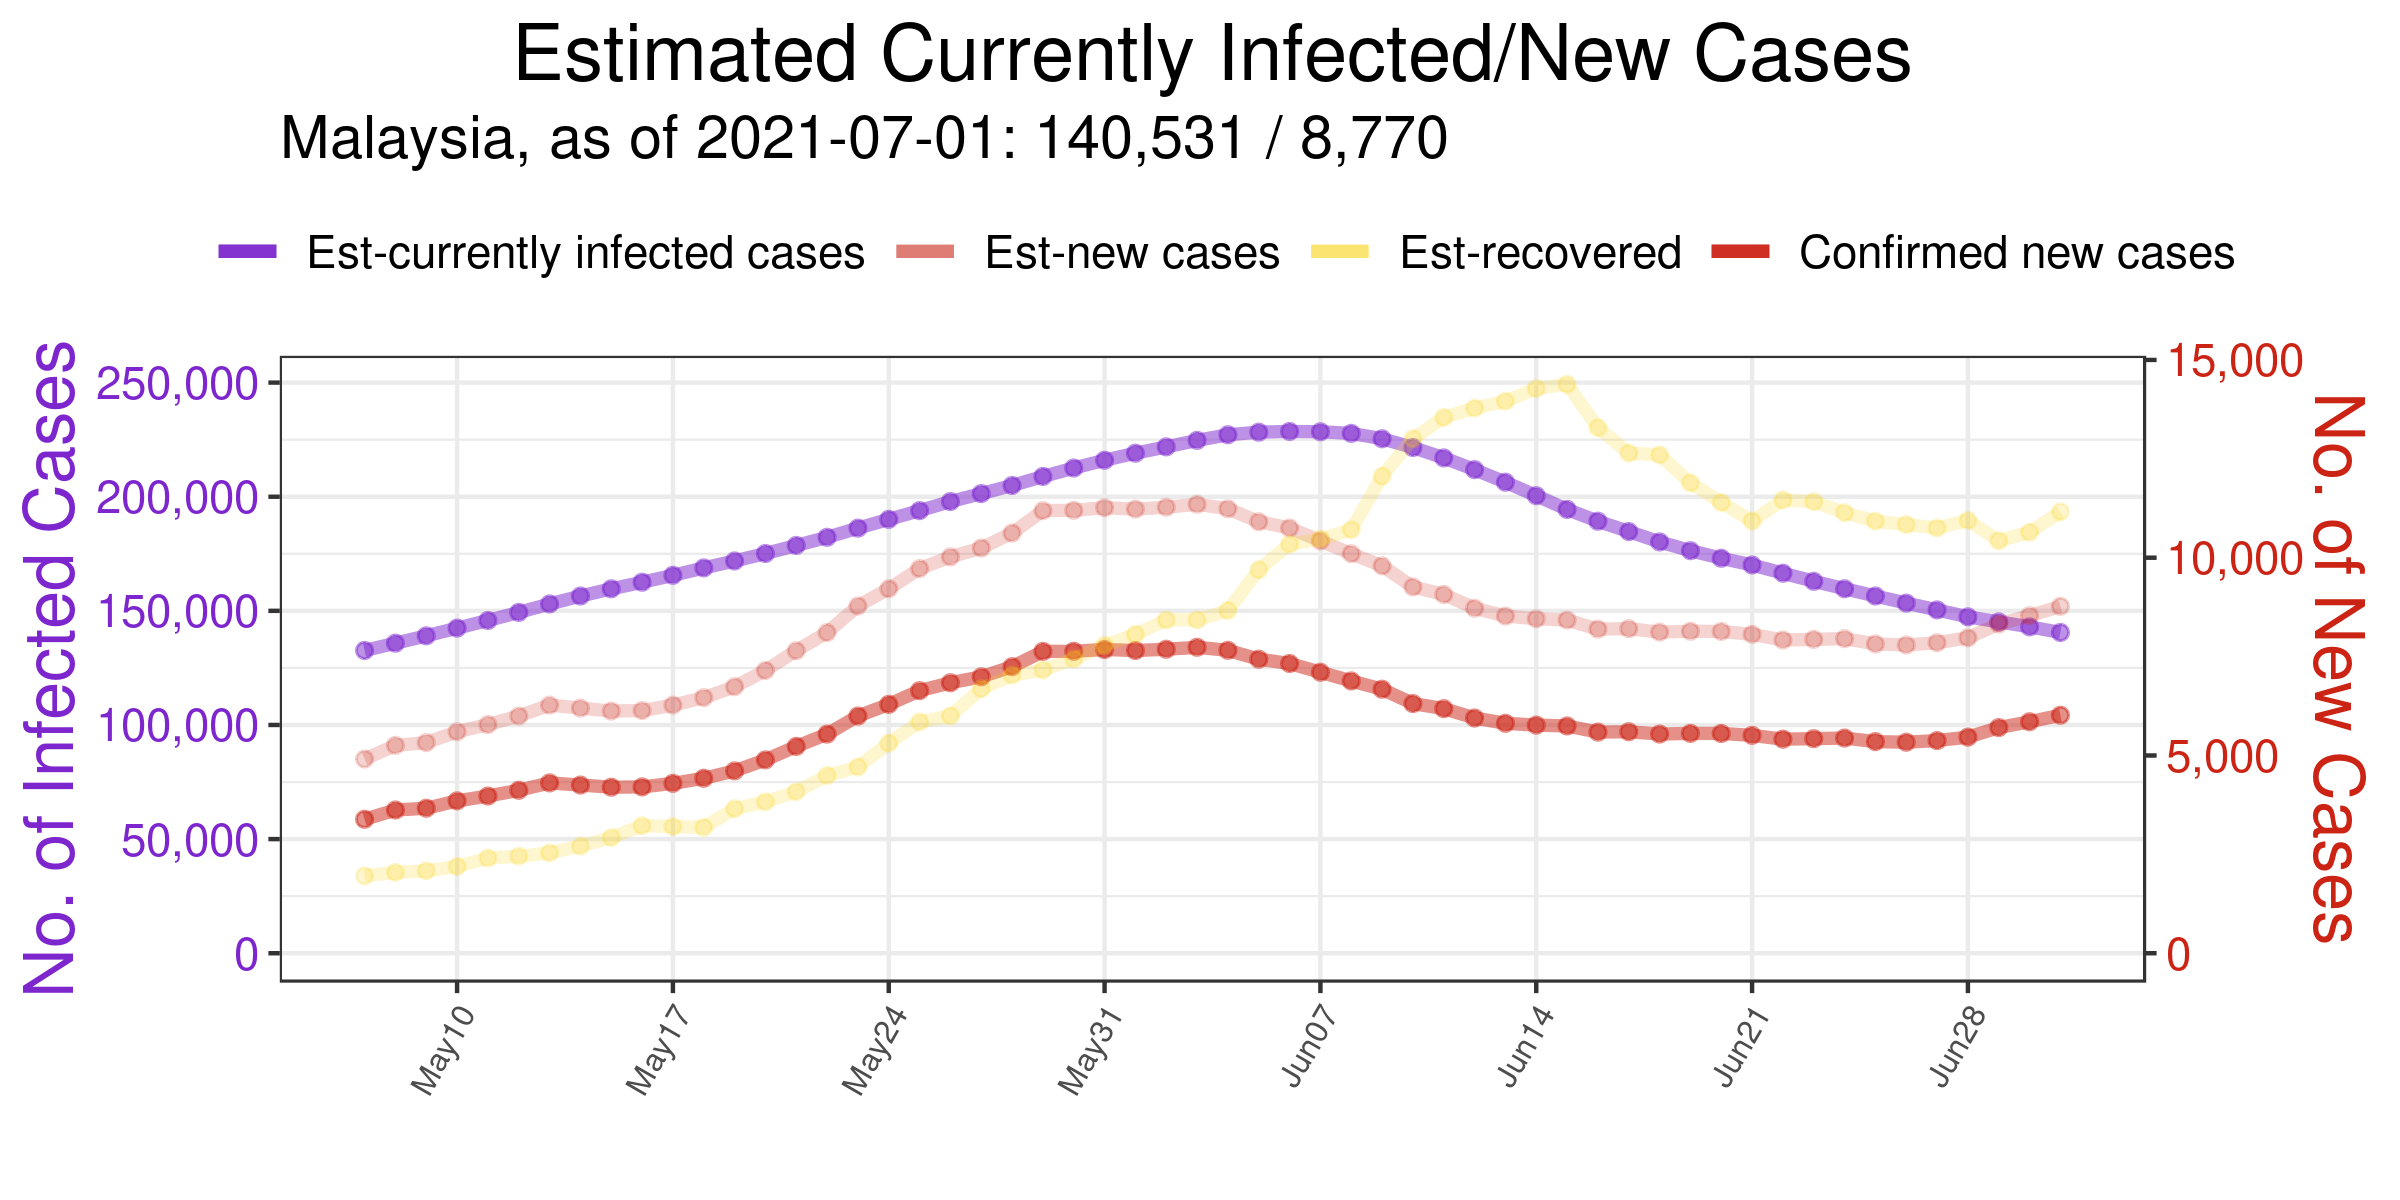 Estimated Currently Infected/New Cases
Malaysia, as of 2021-07-01: 140,531 / 8,770
Est-currently infected cases Est-new cases Est-recovered Confirmed new cases
No. of Infected Cases
250,000
200,000
150,000
100,000
50,000
0
15,000
10,000
5,000
0
No. of New Cases
May10 May17 May24 May31 Jun07 Jun14 Jun21 Jun28